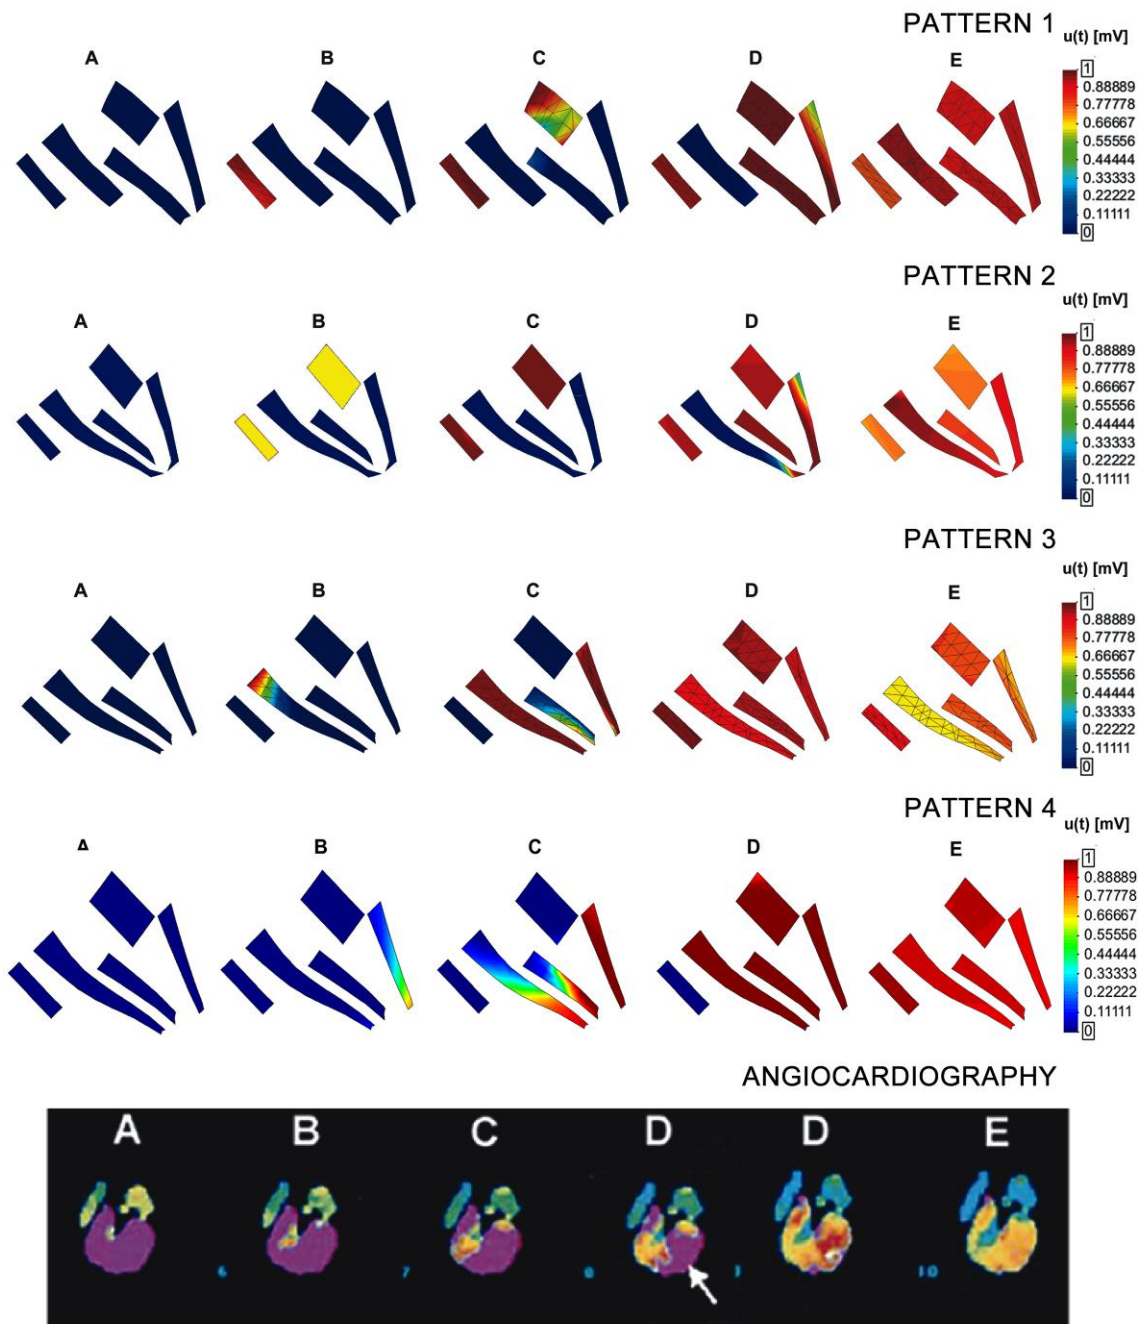 PATTERN 1
u(t) [mV]
A B C D E
1
0.88889
0.77778
0.66667
0.55556
0.44444
0.33333
0.22222
0.11111
0
PATTERN 2
u(t) [mV]
A B C D E
1
0.88889
0.77778
0.66667
0.55556
0.44444
0.33333
0.22222
0.11111
0
PATTERN 3
u(t) [mV]
A B C D E
1
0.88889
0.77778
0.66667
0.55556
0.44444
0.33333
0.22222
0.11111
0
PATTERN 4
u(t) [mV]
A B C D E
1
0.88889
0.77778
0.66667
0.55556
0.44444
0.33333
0.22222
0.11111
0
ANGIOCARDIOGRAPHY
A B C D D E
6 7 10